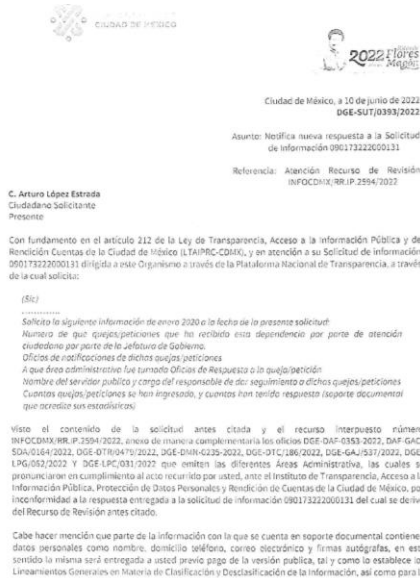 CIUDAD DE MÉXICO
2022 Flores
Magón
Ciudad de México, a 10 de junio de 2022
DGE-SUT/0393/2022
Asunto: Notifica nueva respuesta a la Solicitud
de Información 090173222000131
Referencia: Atención Recurso de Revisión
INFOCDMX/RR.IP.2594/2022
C. Arturo López Estrada
Ciudadano Solicitante
Presente
Con fundamento en el artículo 212 de la Ley de Transparencia, Acceso a la Información Pública y de
Rendición Cuentas de la Ciudad de México (LTAIPRC-CDMX), y en atención a su Solicitud de información
090173222000131 dirigida a este Organismo a través de la Plataforma Nacional de Transparencia, a través
de la cual solicita:
(Sic)
.............
Solicito la siguiente información de enero 2020 a la fecha de la presente solicitud:
Numero de que quejas/peticiones que ha recibido esta dependencia por parte de atención
ciudadana por parte de la Jefatura de Gobierno.
Oficios de notificaciones de dichas quejas/peticiones
A que área administrativa fue turnado Oficios de Respuesta a la queja/petición
Nombre del servidor publico y cargo del responsable de dar seguimiento a dichas quejas/peticiones
Cuantas quejas/peticiones se han ingresado, y cuantas han tenido respuesta (soporte documental
que acredite sus estadísticas)
Visto el contenido de la solicitud antes citada y el recurso interpuesto número
INFOCDMX/RR.IP.2594/2022, anexo de manera complementaria los oficios DGE-DAF-0353-2022, DAF-GAC
SDA/0164/2022, DGE-DTR/0479/2022, DGE-DMR-0235-2022, DGE-DTC/186/2022, DGE-GAJ/537/2022, DGE
LPG/052/2022 Y DGE-LPC/031/2022 que emiten las diferentes Áreas Administrativa, las cuales s
pronunciaron en cumplimiento al acto recurrido por usted, ante el Instituto de Transparencia, Acceso a la
Información Pública, Protección de Datos Personales y Rendición de Cuentas de la Ciudad de México, po
inconformidad a la respuesta entregada a la solicitud de información 090173222000131 del cual se deriv
del Recurso de Revisión antes citado.
Cabe hacer mención que parte de la información con la que se cuenta en soporte documental contiene
datos personales como nombre, domicilio teléfono, correo electrónico y firmas autógrafas, en est
sentido la misma será entregada a usted previo pago de la versión publica, tal y como lo establece lo
Lineamientos Generales en Materia de Clasificación y Desclasificación de la Información, así como para l